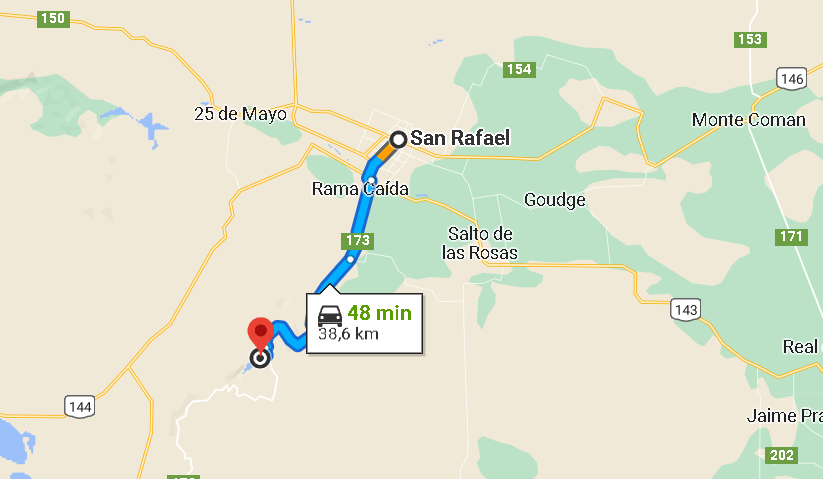 150
153
154
146
25 de Mayo
Monte Coman
San Rafael
Rama Caída
Goudge
Salto de
las Rosas
173
171
48 min
38,6 km
143
Real
144
Jaime Pra
202